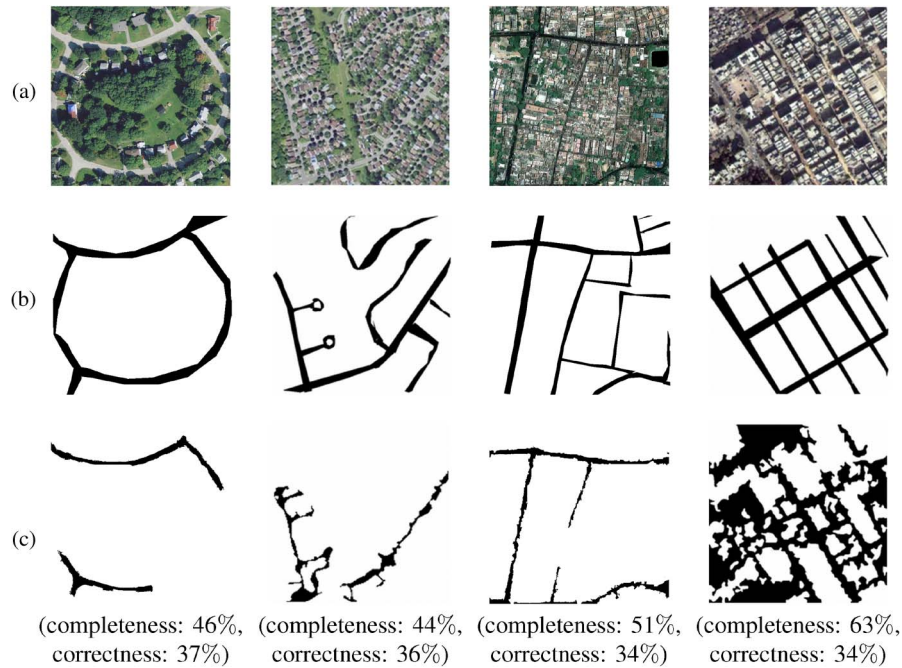 (a)
(b)
(c)
(completeness: 46%, (completeness: 44%, (completeness: 51%, (completeness: 63%,
correctness: 37%) correctness: 36%) correctness: 34%) correctness: 34%)